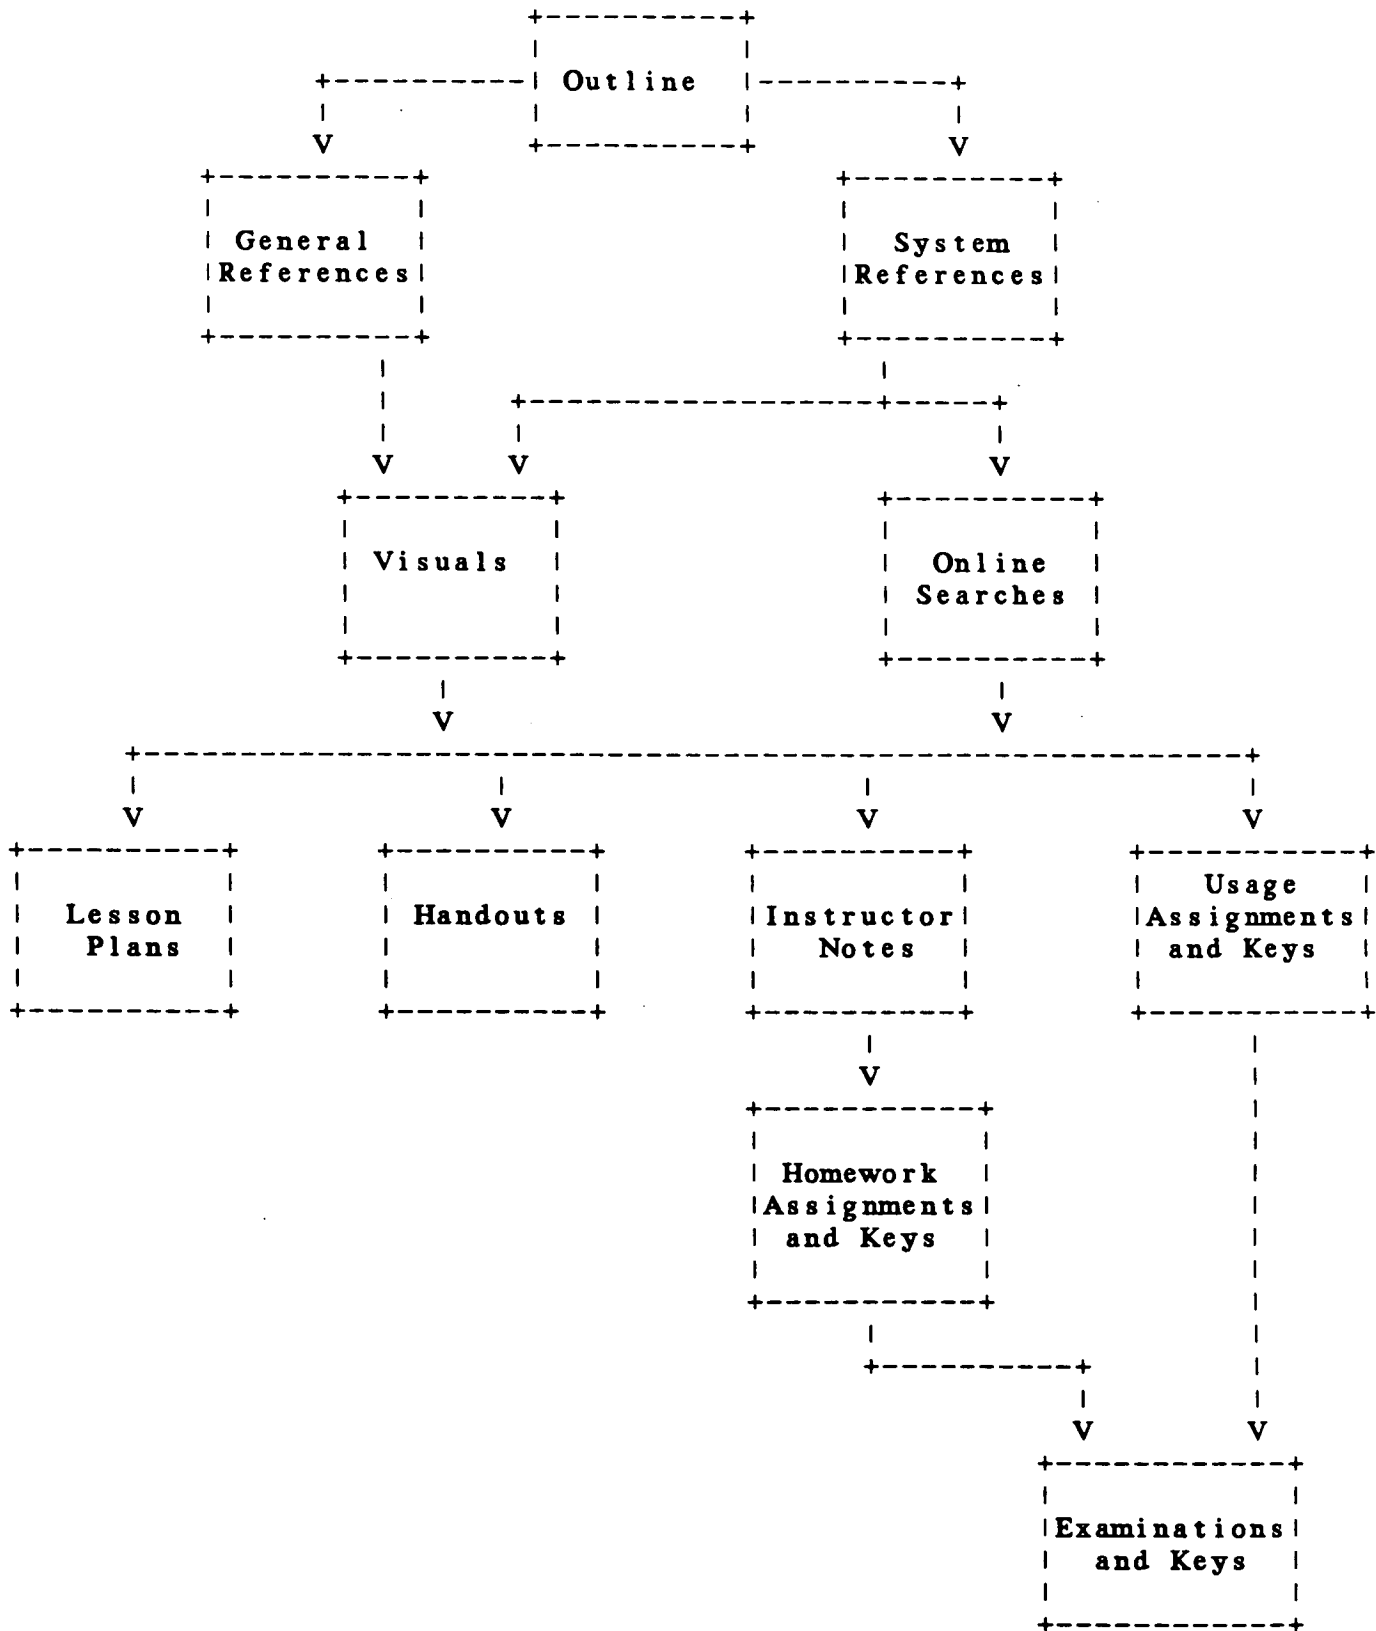 Outline
General
References
System
References
Visuals
Online
Searches
Lesson
Plans
Handouts
Instructor
Notes
Usage
Assignments
and Keys
Homework
Assignments
and Keys
Examinations
and Keys